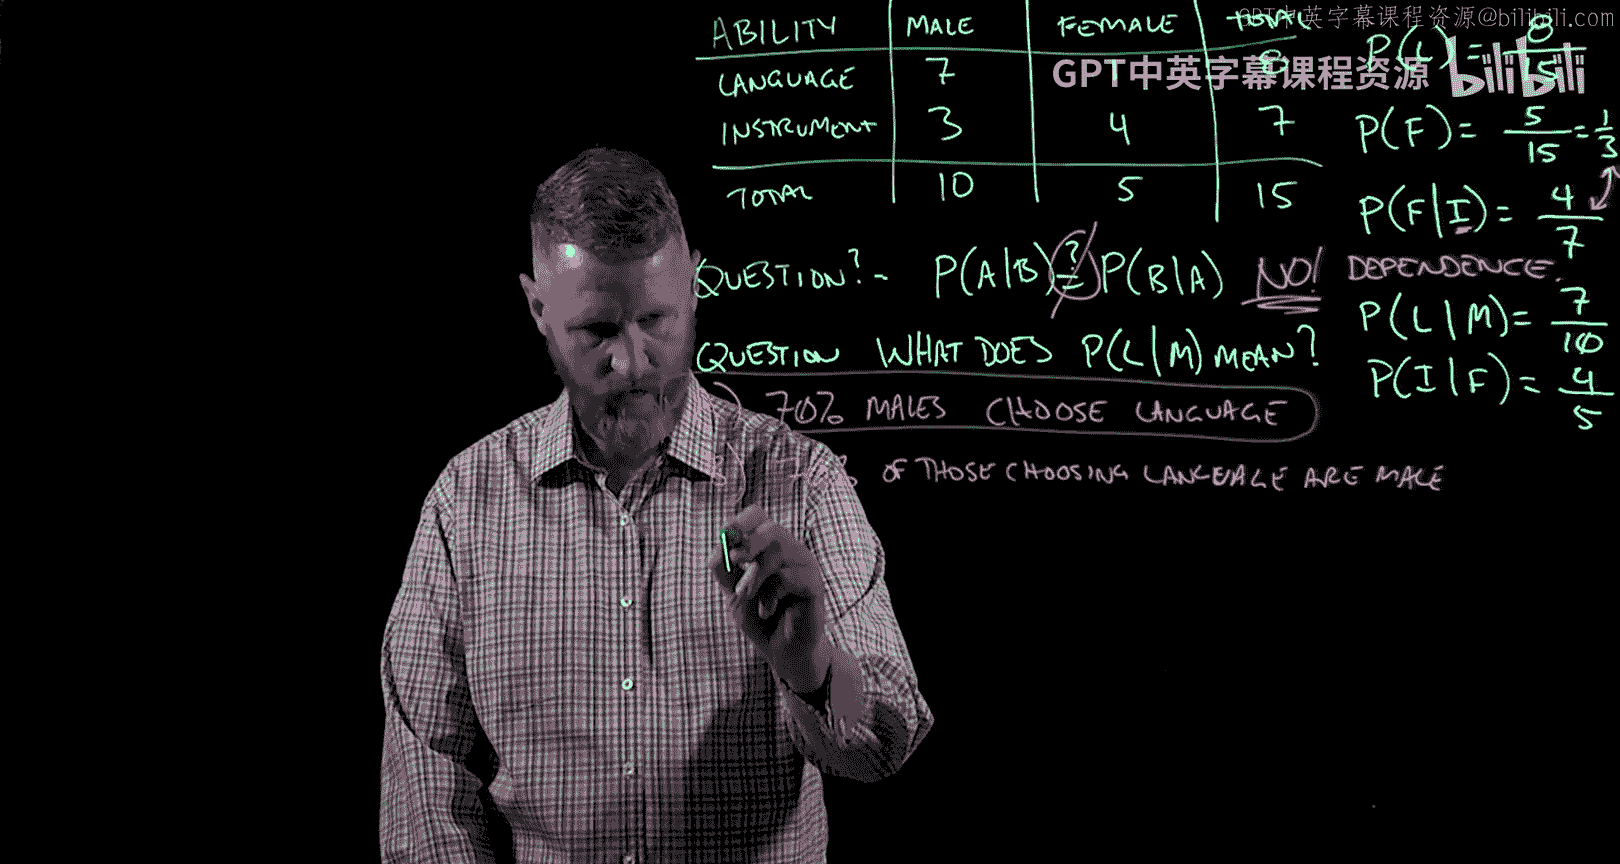 GPT中英字幕课程资源@bilibili.com
GPT中英字幕课程资源 bilibili
ABILITY MALE FEMALE TOTAL
LANGUAGE 7 1 8
INSTRUMENT 3 4 7
TOTAL 10 5 15
P(L) = 8/15
P(F) = 5/15 = 1/3
P(F|I) = 4/7
QUESTION? - P(A|B) ?= P(B|A) NO! DEPENDENCE.
QUESTION WHAT DOES P(L|M) MEAN?
P(L|M) = 7/10
P(I|F) = 4/5
70% MALES CHOOSE LANGUAGE
OF THOSE CHOOSING LANGUAGE ARE MALE